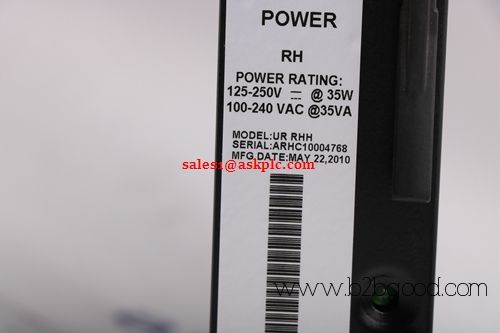 POWER
RH
POWER RATING:
125-250V ⎓ @ 35W
100-240 VAC @35VA
MODEL:UR RHH
SERIAL:ARHC10004768
MFG.DATE:MAY 22,2010
sales1@askplc.com
www.b2bgood.com